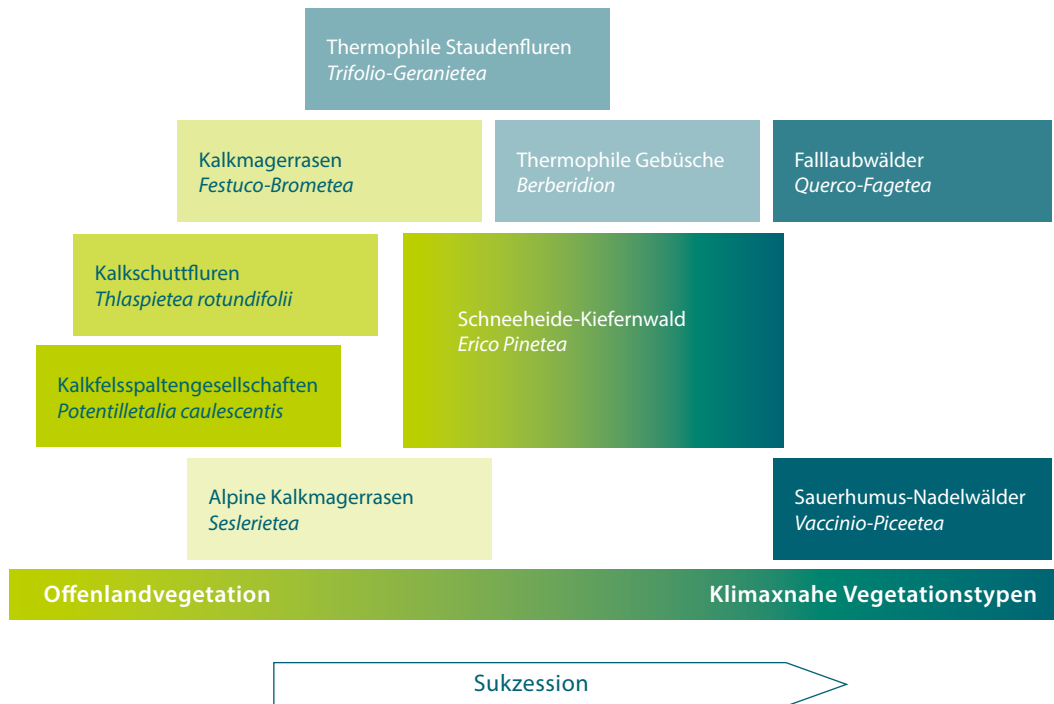 Thermophile Staudenfluren
Trifolio-Geranietea
Kalkmagerrasen
Festuco-Brometea
Thermophile Gebüsche
Berberidion
Falllaubwälder
Querco-Fagetea
Kalkschuttfluren
Thlaspietea rotundifolii
Schneeheide-Kiefernwald
Erico Pinetea
Kalkfelsspaltengesellschaften
Potentilletalia caulescentis
Alpine Kalkmagerrasen
Seslerietea
Sauerhumus-Nadelwälder
Vaccinio-Piceetea
Offenlandvegetation
Klimaxnahe Vegetationstypen
Sukzession